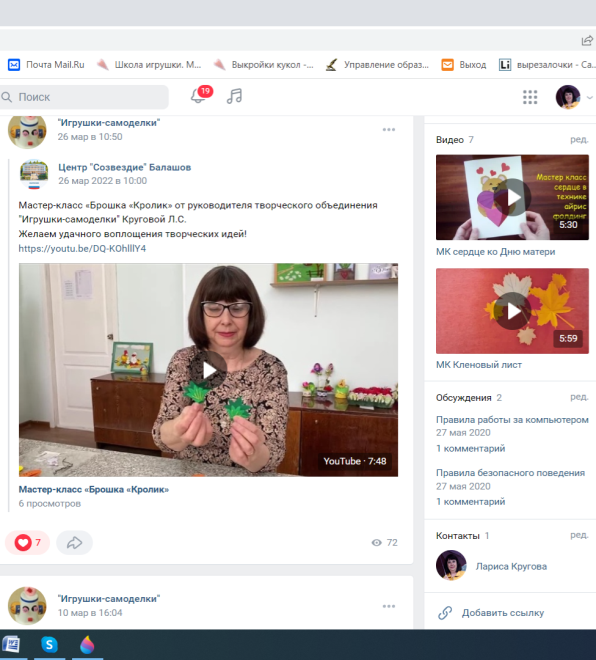 Почта Mail.Ru
Школа игрушки. М...
Выкройки кукол -...
Управление образ...
Выход
вырезалочки - Са...
Поиск
19
"Игрушки-самоделки"
26 мар в 10:50
Центр "Созвездие" Балашов
26 мар 2022 в 10:00
Мастер-класс «Брошка «Кролик» от руководителя творческого объединения
"Игрушки-самоделки" Круговой Л.С.
Желаем удачного воплощения творческих идей!
https://youtu.be/DQ-KOhlllY4
YouTube · 7:48
Мастер-класс «Брошка «Кролик»
6 просмотров
7
72
"Игрушки-самоделки"
10 мар в 16:04
Видео 7
ред.
Мастер класс
сердце в
технике
айрис
фолдинг
5:30
МК сердце ко Дню матери
5:59
МК Кленовый лист
Обсуждения 2
ред.
Правила работы за компьютером
27 мая 2020
1 комментарий
Правила безопасного поведения
27 мая 2020
1 комментарий
Контакты 1
ред.
Лариса Кругова
Добавить ссылку